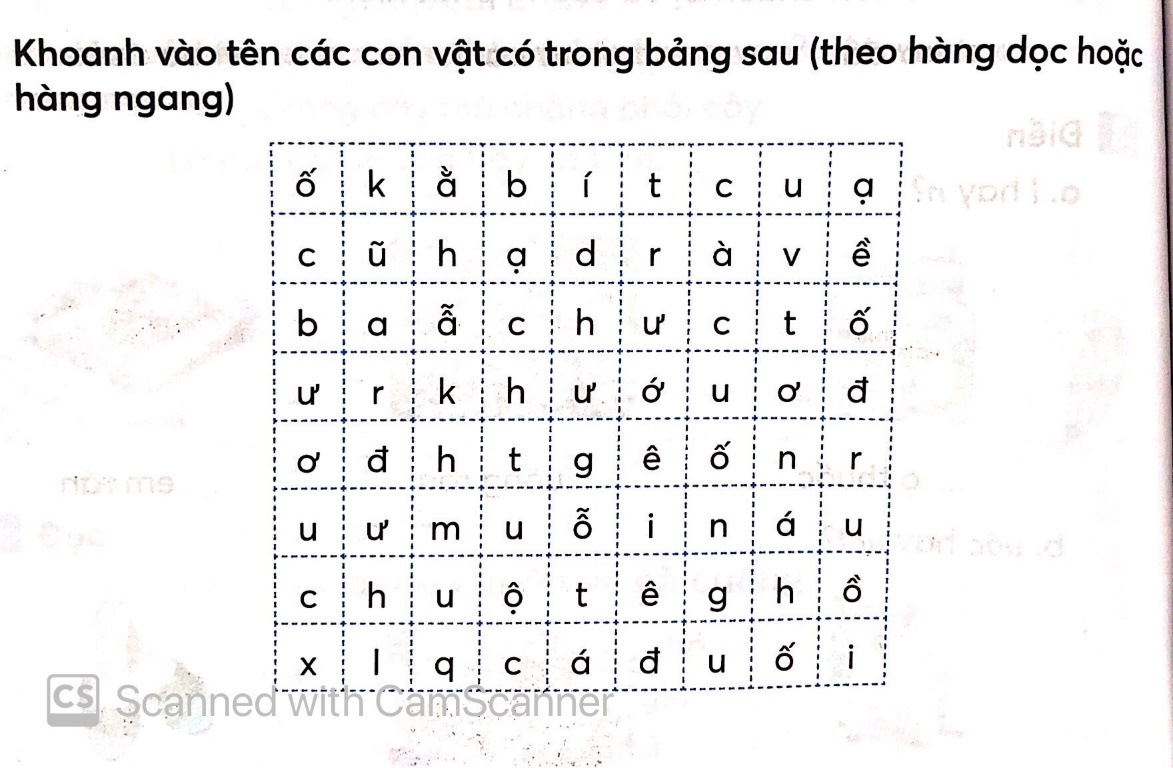 Khoanh vào tên các con vật có trong bảng sau (theo hàng dọc hoặc
hàng ngang)
ố k ằ b í t c u ạ
c ũ h ạ d r à v ề
b a ẫ c h ư c t ố
ư r k h ư ớ u ơ đ
ơ đ h t g ê ố n r
u ư m u ỗ i n á u
c h u ộ t ê g h ồ
x l q c á đ u ố i
CS Scanned with CamScanner